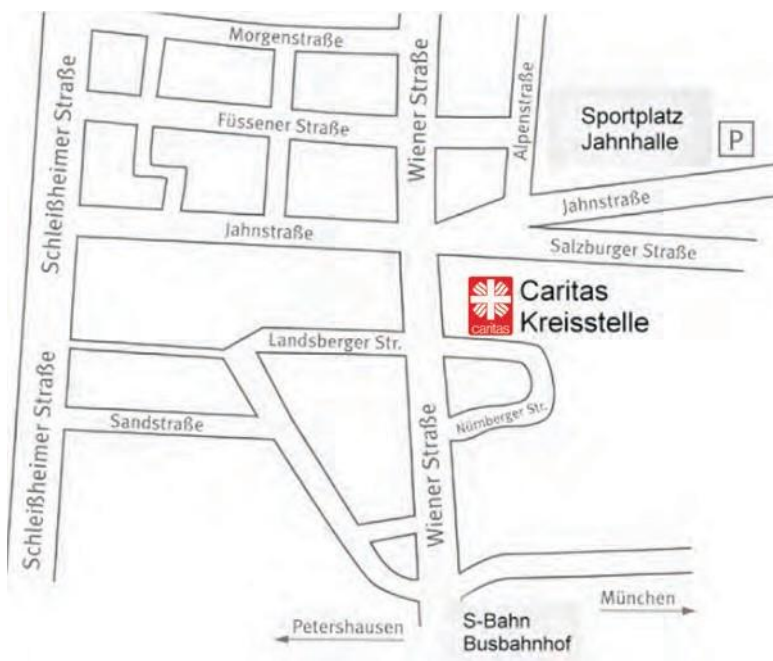 Morgenstraße
Füssener Straße
Schleißheimer Straße
Wiener Straße
Alpenstraße
Sportplatz
Jahnhalle
P
Jahnstraße
Jahnstraße
Salzburger Straße
caritas
Caritas
Kreisstelle
Landsberger Str.
Schleißheimer Straße
Sandstraße
Wiener Straße
Nürnberger Str.
München
Petershausen
S-Bahn
Busbahnhof